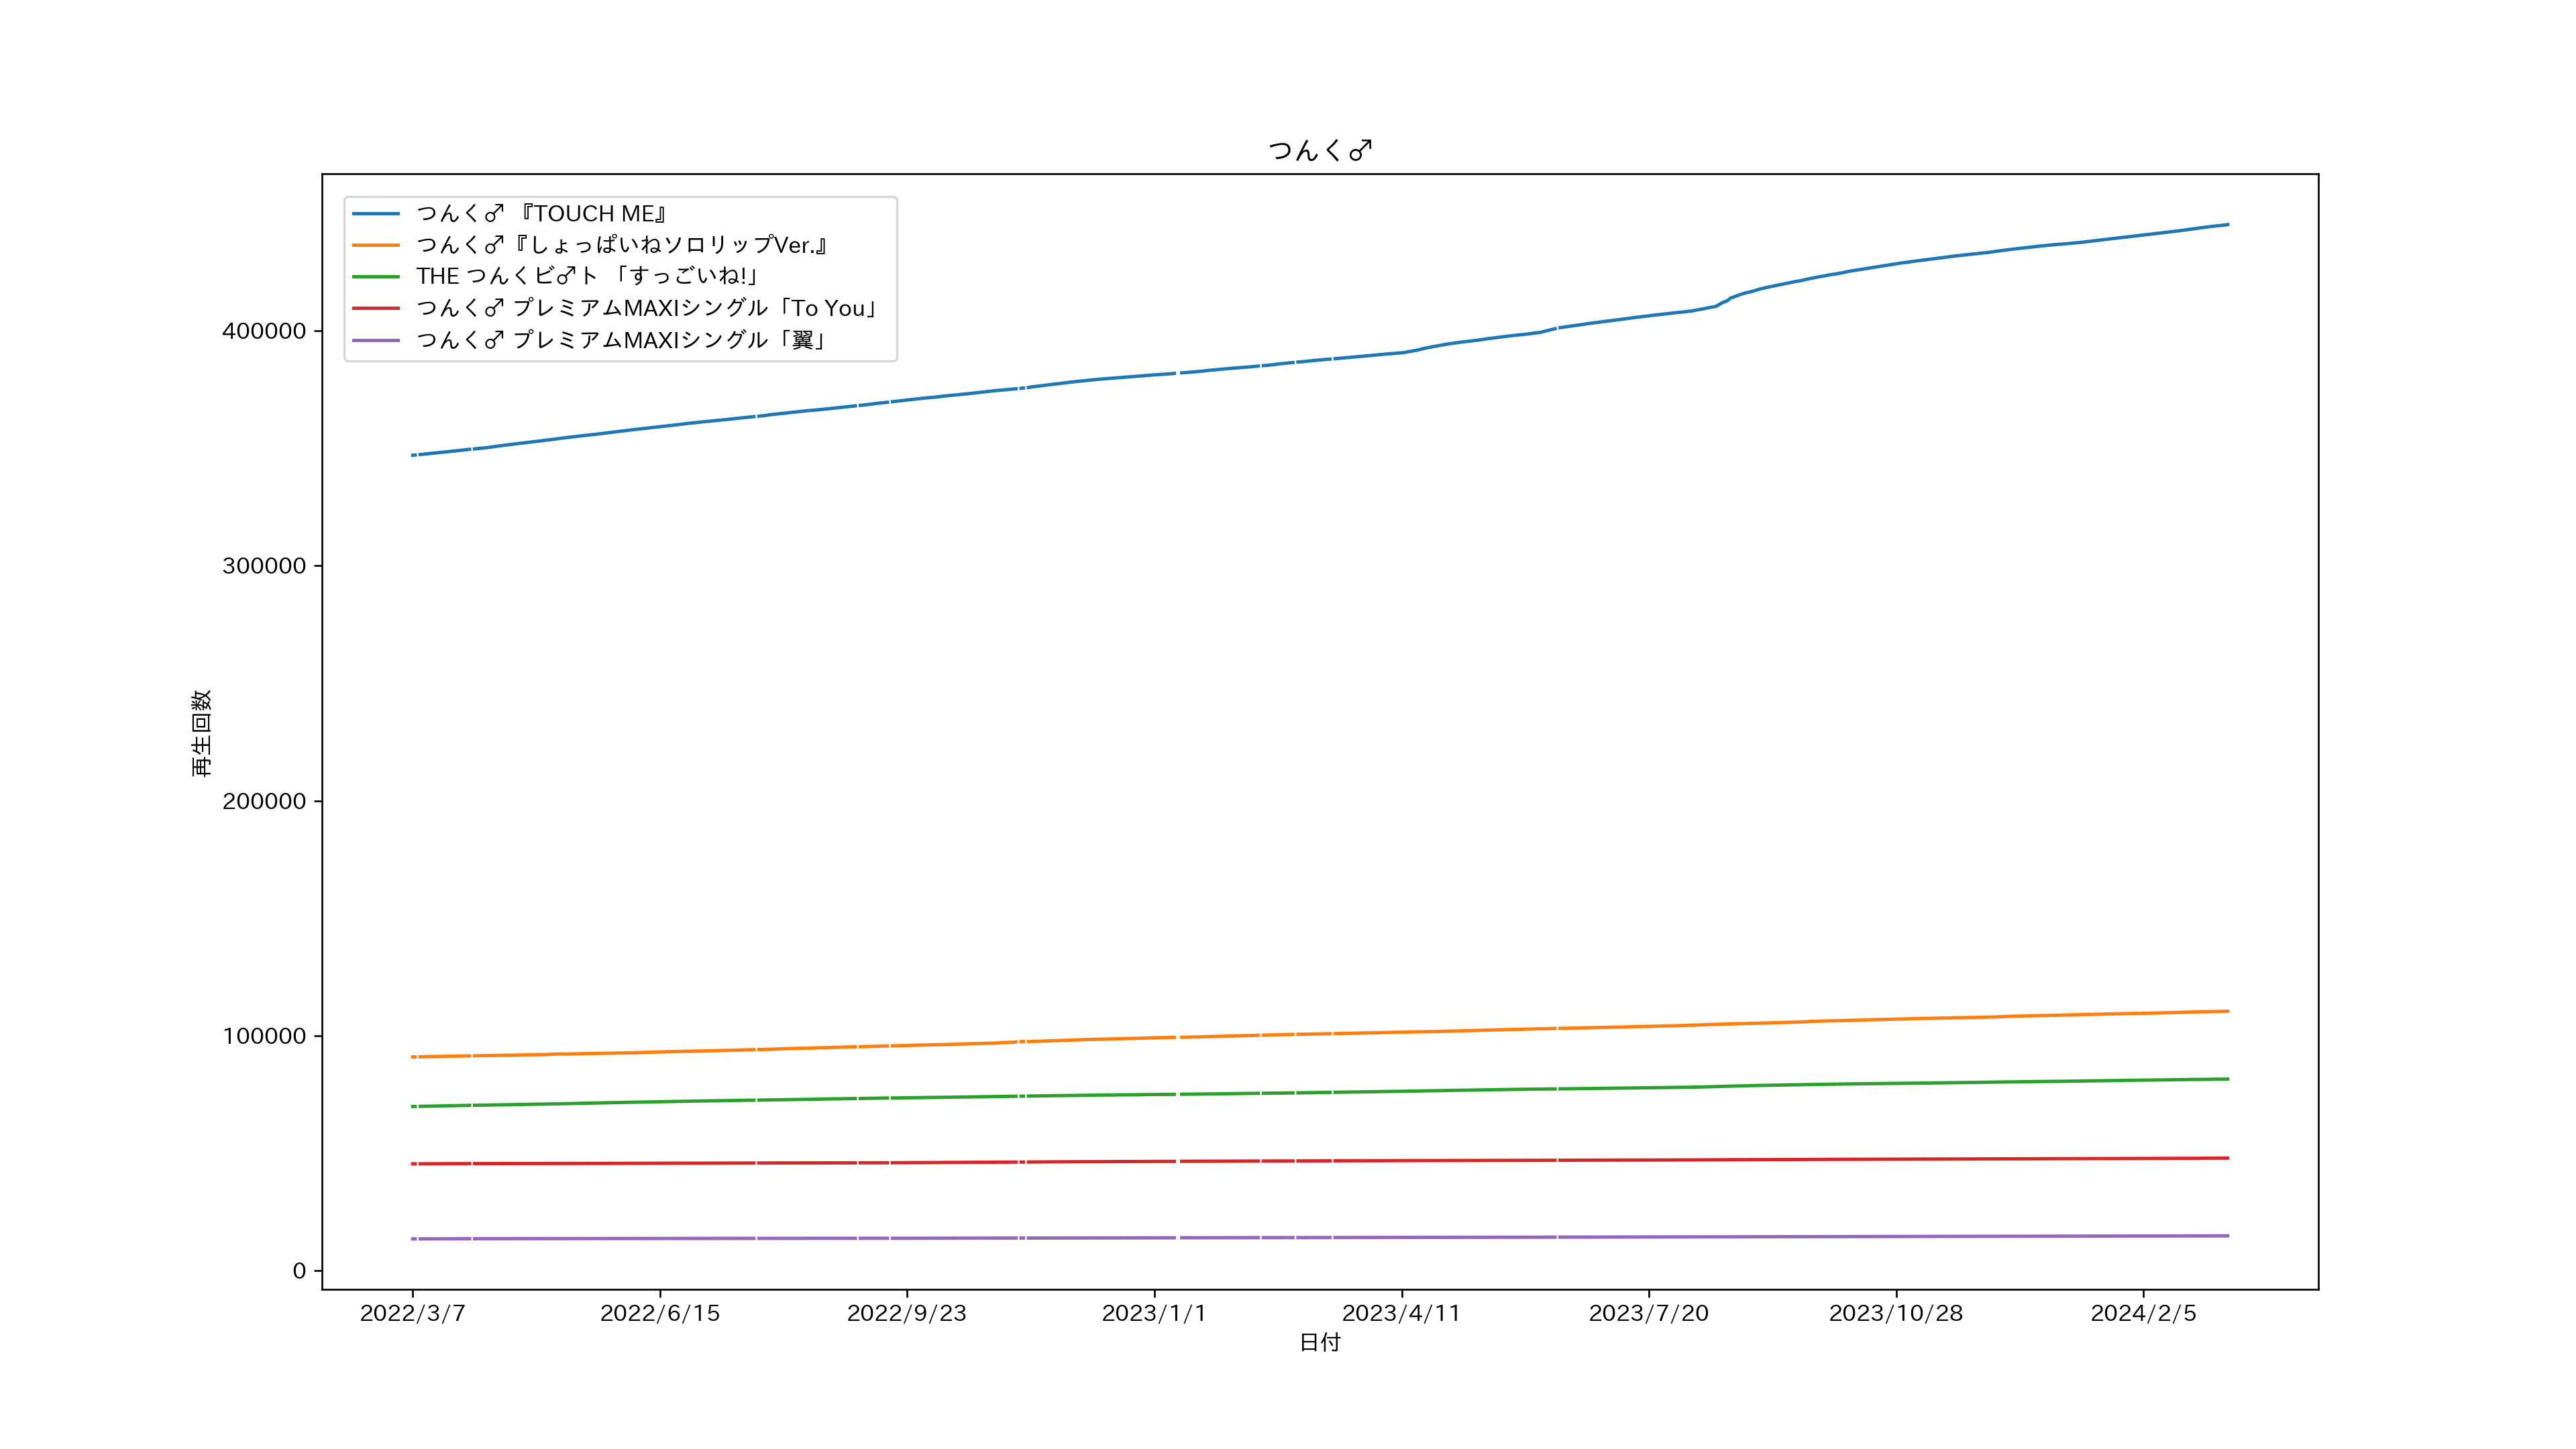 つんく♂
つんく♂ 『TOUCH ME』
つんく♂『しょっぱいねソロリップVer.』
THE つんくビ♂ト 「すっごいね!」
つんく♂ プレミアムMAXIシングル「To You」
つんく♂ プレミアムMAXIシングル「翼」
400000
300000
200000
100000
0
再生回数
2022/3/7 2022/6/15 2022/9/23 2023/1/1 2023/4/11 2023/7/20 2023/10/28 2024/2/5
日付